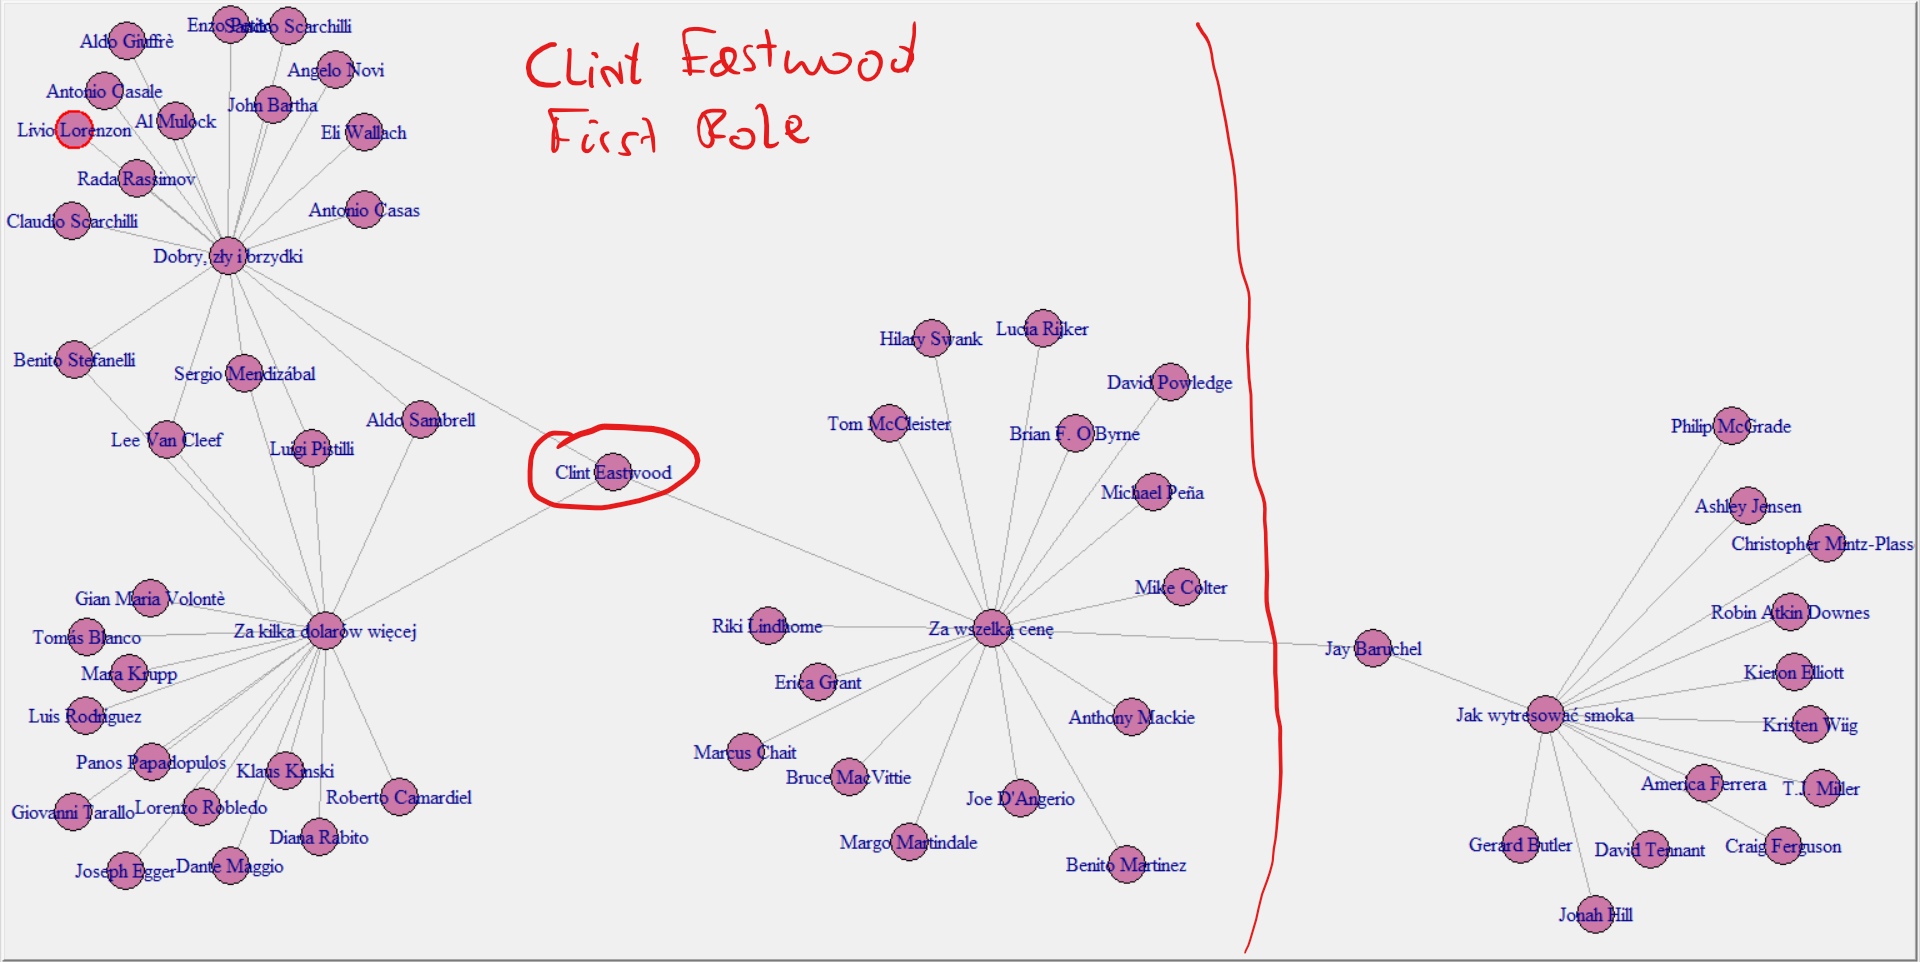 Clint Eastwood
First Role
Enzo Petito
Sandro Scarchilli
Aldo Giuffrè
Angelo Novi
Antonio Casale
John Bartha
Livio Lorenzon
Al Mulock
Eli Wallach
Rada Rassimov
Claudio Scarchilli
Antonio Casas
Dobry, zły i brzydki
Benito Stefanelli
Sergio Mendizábal
Lee Van Cleef
Luigi Pistilli
Aldo Sambrell
Clint Eastwood
Gian Maria Volontè
Tomás Blanco
Za kilka dolarów więcej
Mara Krupp
Luis Rodríguez
Panos Papadopulos
Klaus Kinski
Roberto Camardiel
Giovanni Tarallo
Lorenzo Robledo
Diana Rabito
Joseph Egger
Dante Maggio
Hilary Swank
Lucia Rijker
David Powledge
Tom McCleister
Brian F. O'Byrne
Michael Peña
Mike Colter
Riki Lindhome
Za wszelką cenę
Erica Grant
Anthony Mackie
Marcus Chait
Bruce MacVittie
Joe D'Angerio
Margo Martindale
Benito Martinez
Jay Baruchel
Philip McGrade
Ashley Jensen
Christopher Mintz-Plass
Robin Atkin Downes
Kieron Elliott
Jak wytresować smoka
Kristen Wiig
America Ferrera
T.J. Miller
Gerard Butler
David Tennant
Craig Ferguson
Jonah Hill